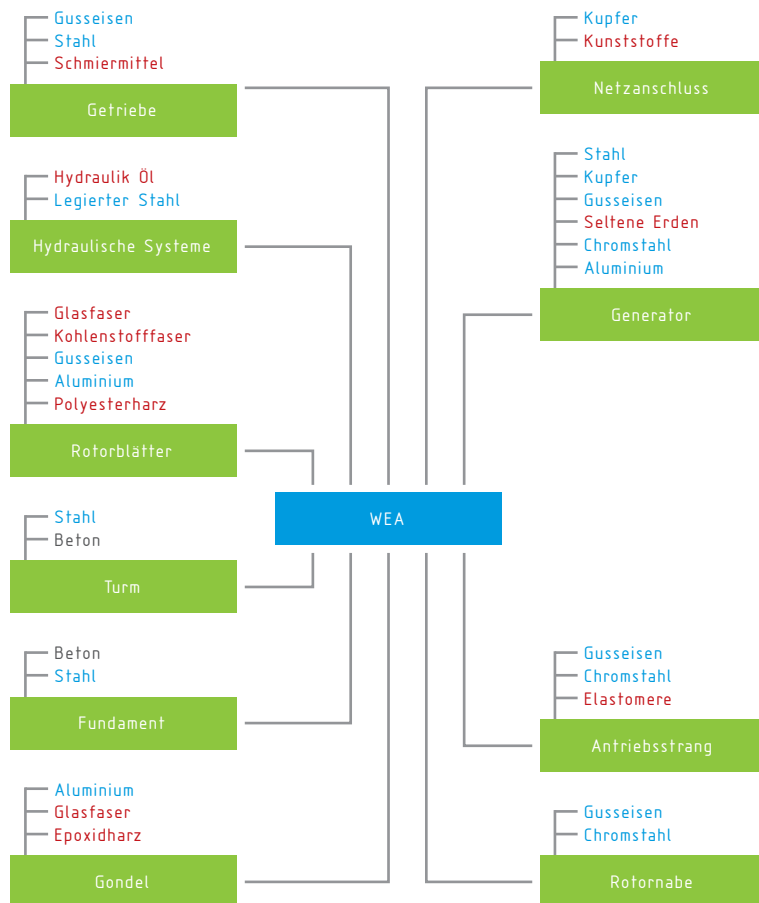 Gusseisen
Stahl
Schmiermittel
Getriebe
Hydraulik Öl
Legierter Stahl
Hydraulische Systeme
Glasfaser
Kohlenstofffaser
Gusseisen
Aluminium
Polyesterharz
Rotorblätter
Stahl
Beton
Turm
Beton
Stahl
Fundament
Aluminium
Glasfaser
Epoxidharz
Gondel
WEA
Kupfer
Kunststoffe
Netzanschluss
Stahl
Kupfer
Gusseisen
Seltene Erden
Chromstahl
Aluminium
Generator
Gusseisen
Chromstahl
Elastomere
Antriebsstrang
Gusseisen
Chromstahl
Rotornabe